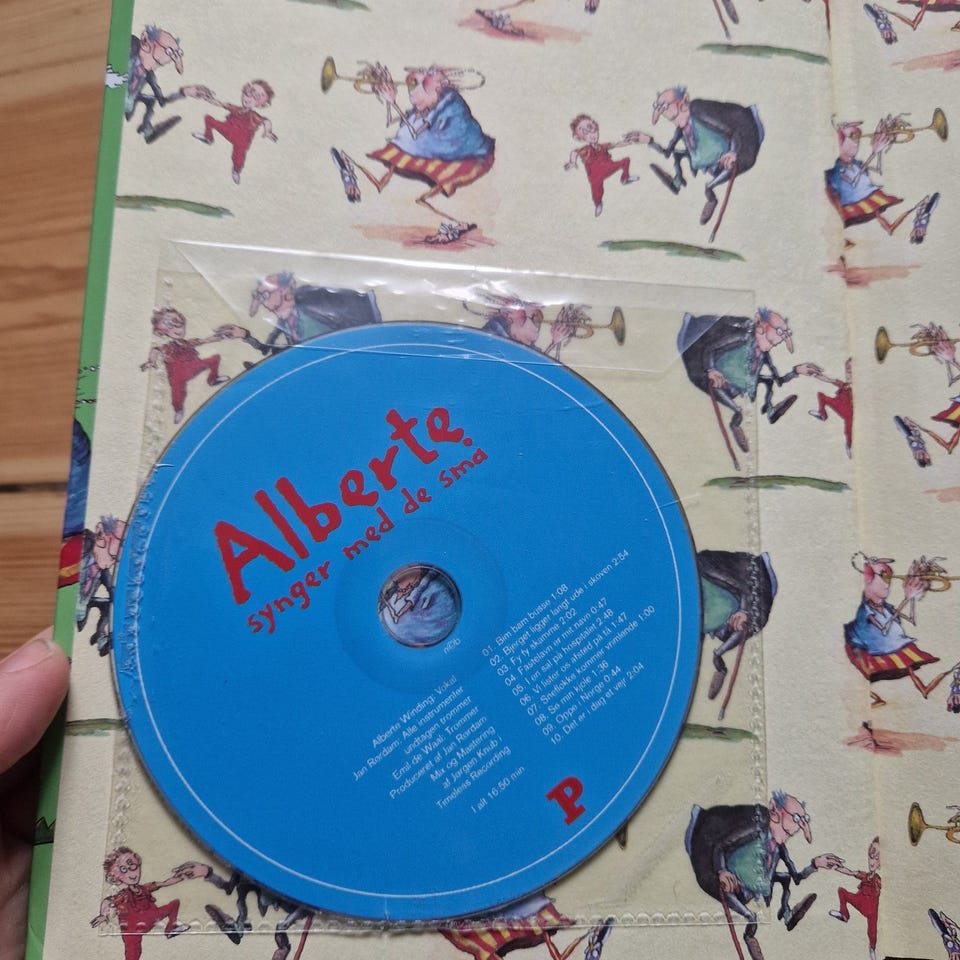 Alberte
synger med de små
01. Bim bam busse 1:08
02. Bjerget ligger langt ude i skoven 2:54
03. Fy fy skamme 2:02
04. Fastelavn er mit navn 0:47
05. I en sal på hospitalet 2:48
06. Vi lister os afsted på tå 1:47
07. Sneflokke kommer vrimlende 1:00
08. Se min kjole 1:36
09. Oppe i Norge 0:44
10. Det er i dag et vejr 2:04
Alberte Winding: Vokal
Jan Rørdam: Alle instrumenter
undtagen trommer
Emil de Waal: Trommer
Produceret af Jan Rørdam
Mix og Mastering
af Jørgen Knub i
Timeless Recording
I alt 16:50 min
P